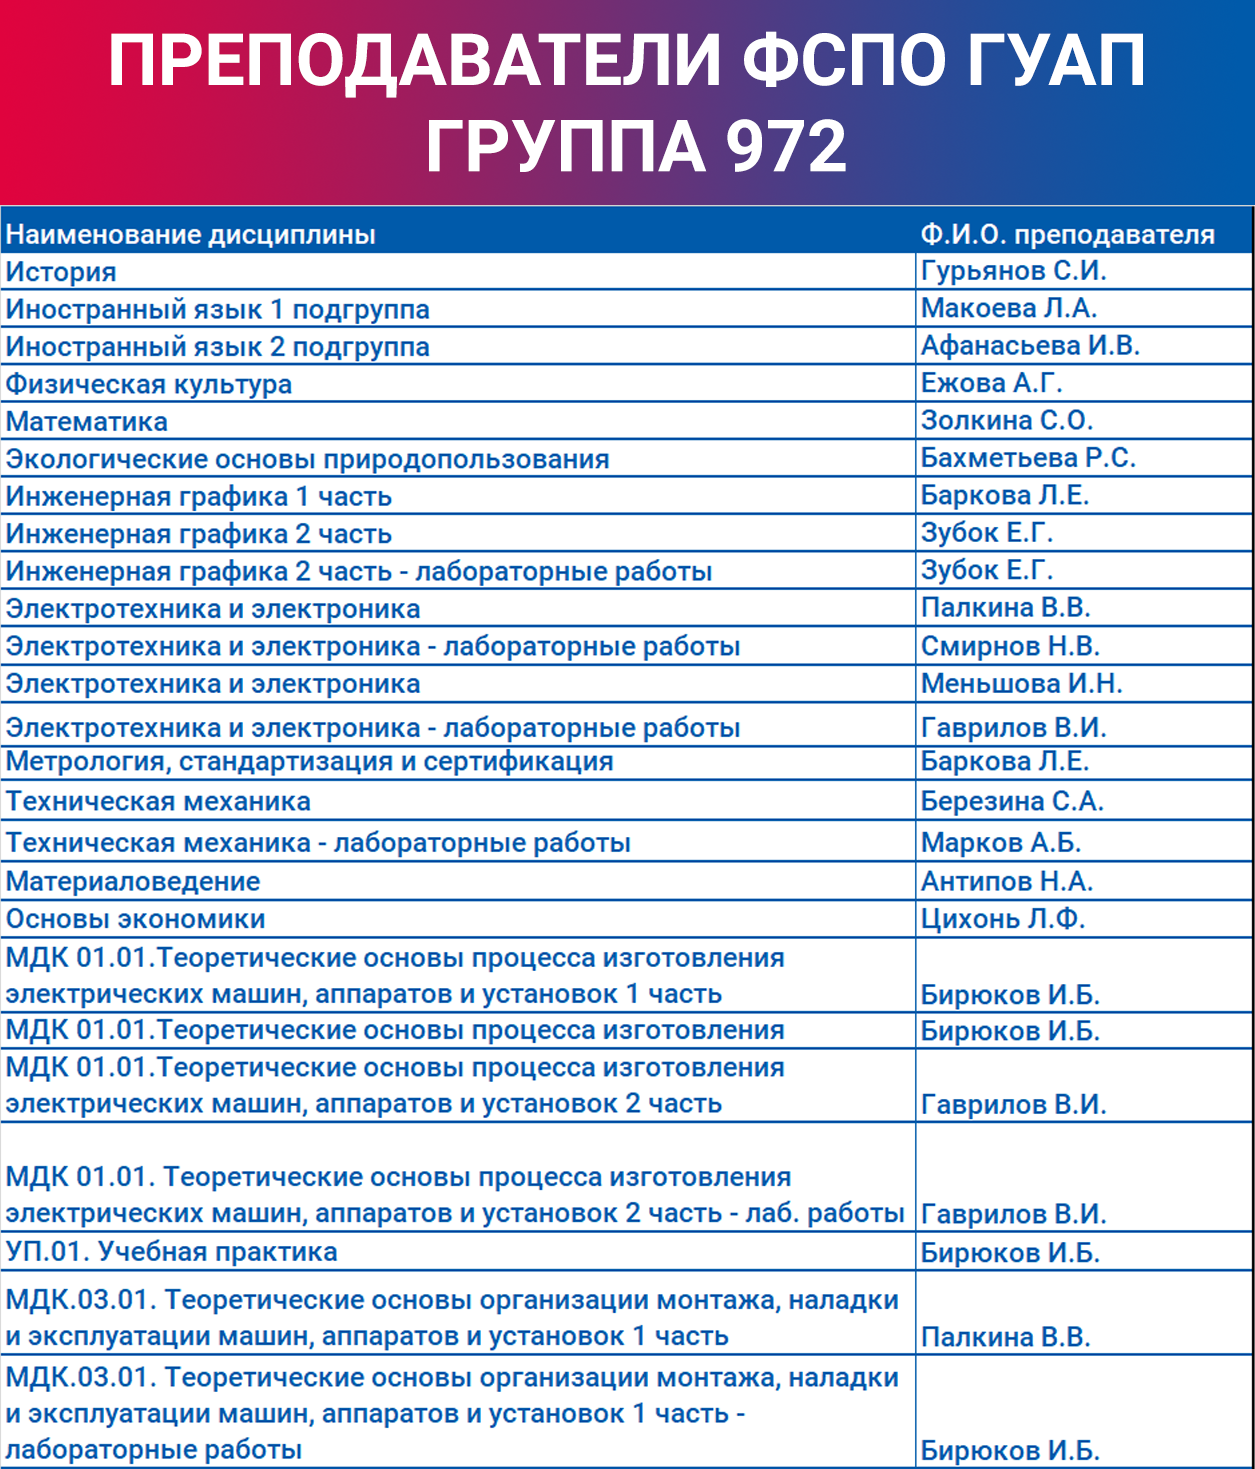 ПРЕПОДАВАТЕЛИ ФСПО ГУАП
ГРУППА 972
Наименование дисциплины Ф.И.О. преподавателя
История Гурьянов С.И.
Иностранный язык 1 подгруппа Макоева Л.А.
Иностранный язык 2 подгруппа Афанасьева И.В.
Физическая культура Ежова А.Г.
Математика Золкина С.О.
Экологические основы природопользования Бахметьева Р.С.
Инженерная графика 1 часть Баркова Л.Е.
Инженерная графика 2 часть Зубок Е.Г.
Инженерная графика 2 часть - лабораторные работы Зубок Е.Г.
Электротехника и электроника Палкина В.В.
Электротехника и электроника - лабораторные работы Смирнов Н.В.
Электротехника и электроника Меньшова И.Н.
Электротехника и электроника - лабораторные работы Гаврилов В.И.
Метрология, стандартизация и сертификация Баркова Л.Е.
Техническая механика Березина С.А.
Техническая механика - лабораторные работы Марков А.Б.
Материаловедение Антипов Н.А.
Основы экономики Цихонь Л.Ф.
МДК 01.01.Теоретические основы процесса изготовления
электрических машин, аппаратов и установок 1 часть Бирюков И.Б.
МДК 01.01.Теоретические основы процесса изготовления Бирюков И.Б.
МДК 01.01.Теоретические основы процесса изготовления
электрических машин, аппаратов и установок 2 часть Гаврилов В.И.
МДК 01.01. Теоретические основы процесса изготовления
электрических машин, аппаратов и установок 2 часть - лаб. работы Гаврилов В.И.
УП.01. Учебная практика Бирюков И.Б.
МДК.03.01. Теоретические основы организации монтажа, наладки
и эксплуатации машин, аппаратов и установок 1 часть Палкина В.В.
МДК.03.01. Теоретические основы организации монтажа, наладки
и эксплуатации машин, аппаратов и установок 1 часть -
лабораторные работы Бирюков И.Б.